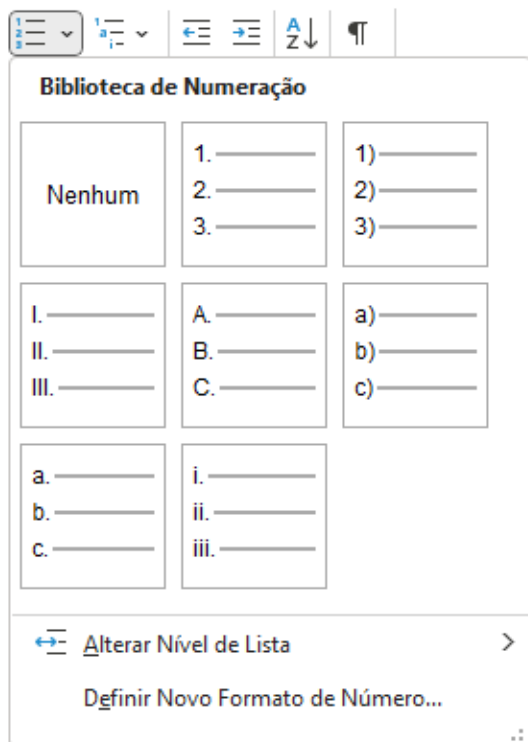 A
Z
¶
Biblioteca de Numeração
Nenhum
1.
2.
3.
1)
2)
3)
I.
II.
III.
A.
B.
C.
a)
b)
c)
a.
b.
c.
i.
ii.
iii.
Alterar Nível de Lista
Definir Novo Formato de Número...